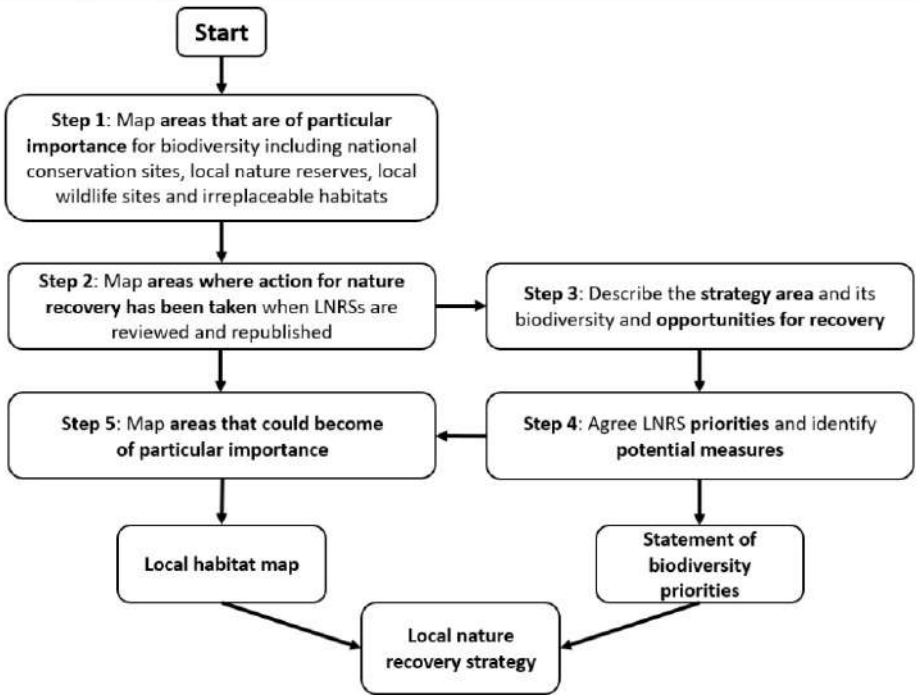 Start
Step 1: Map areas that are of particular
importance for biodiversity including national
conservation sites, local nature reserves, local
wildlife sites and irreplaceable habitats
Step 2: Map areas where action for nature
recovery has been taken when LNRSs are
reviewed and republished
Step 3: Describe the strategy area and its
biodiversity and opportunities for recovery
Step 5: Map areas that could become
of particular importance
Step 4: Agree LNRS priorities and identify
potential measures
Local habitat map
Statement of
biodiversity
priorities
Local nature
recovery strategy